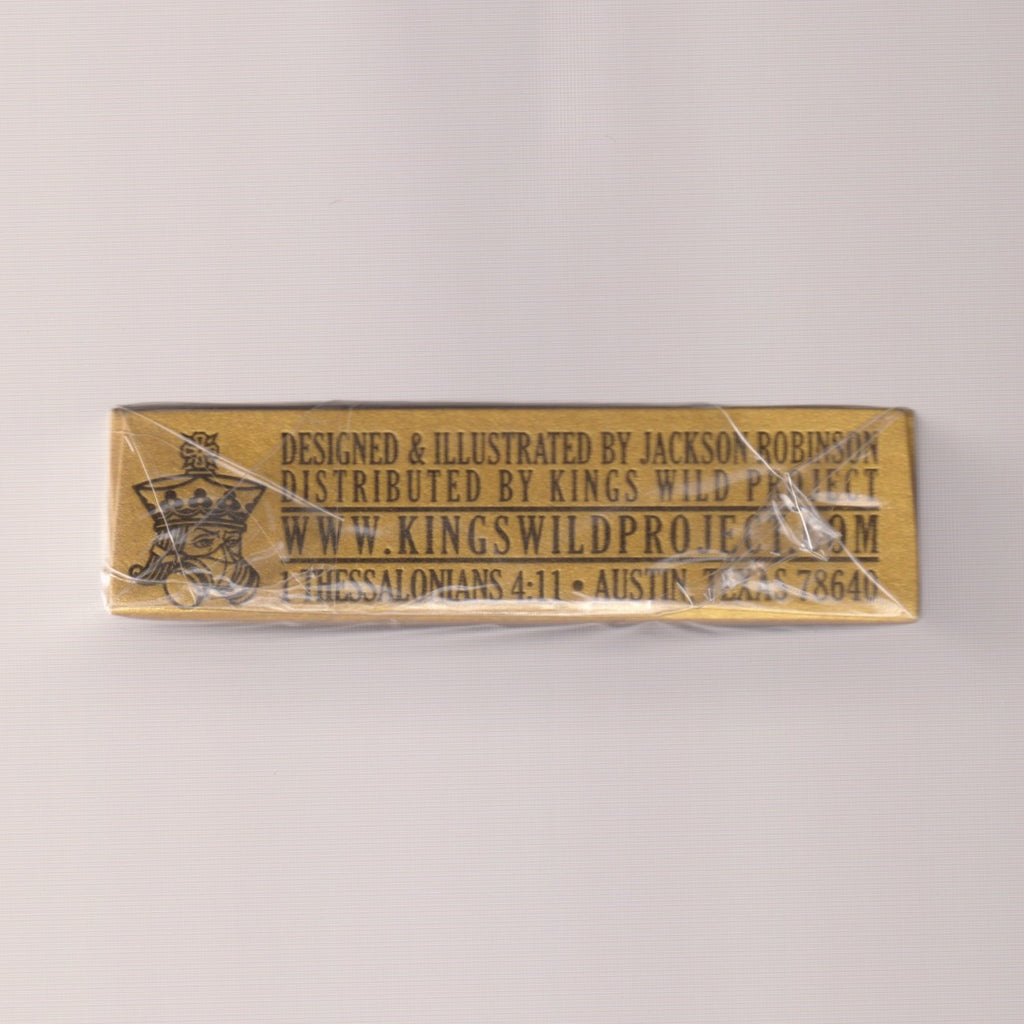 DESIGNED & ILLUSTRATED BY JACKSON ROBINSON
DISTRIBUTED BY KINGS WILD PROJECT
WWW.KINGSWILDPROJECT.COM
1 THESSALONIANS 4:11 • AUSTIN, TEXAS 78640